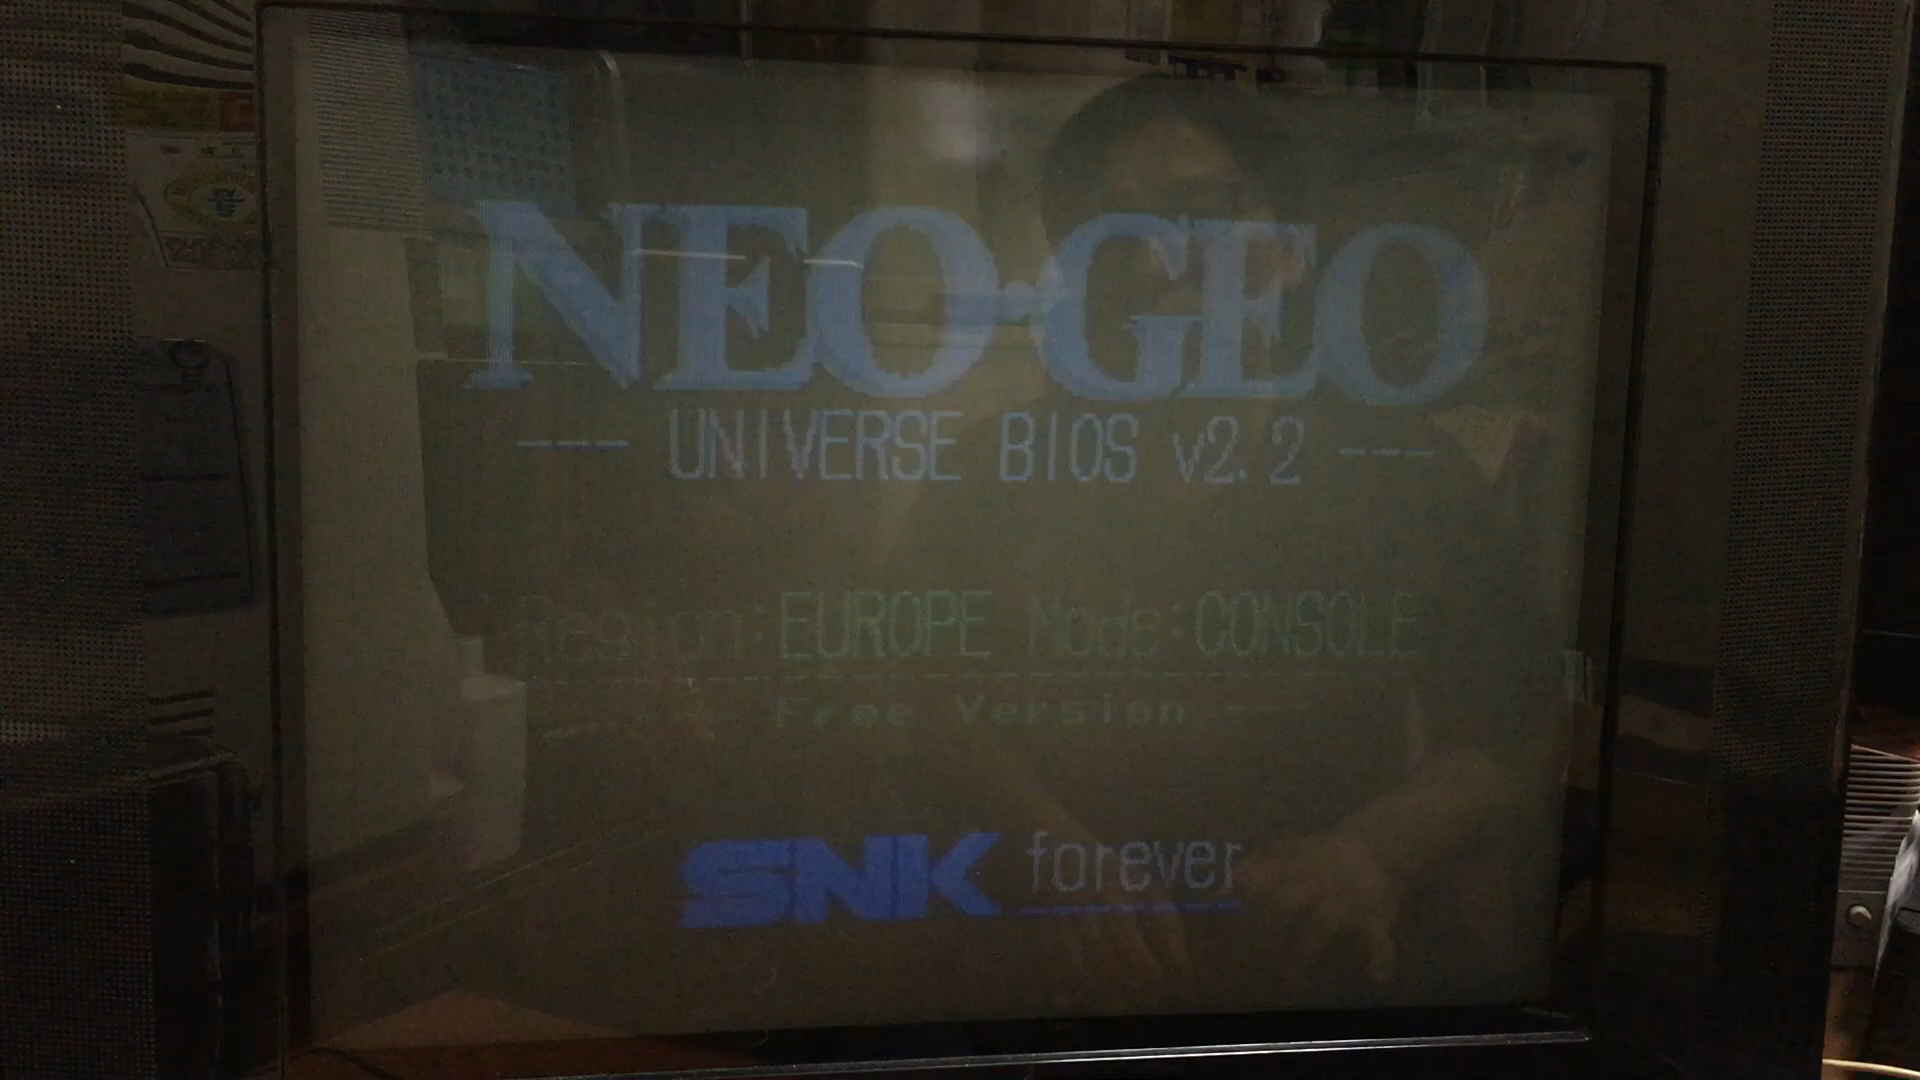 NEO-GEO
--- UNIVERSE BIOS v2.2 ---
Region:EUROPE Mode:CONSOLE
Free Version
SNK forever